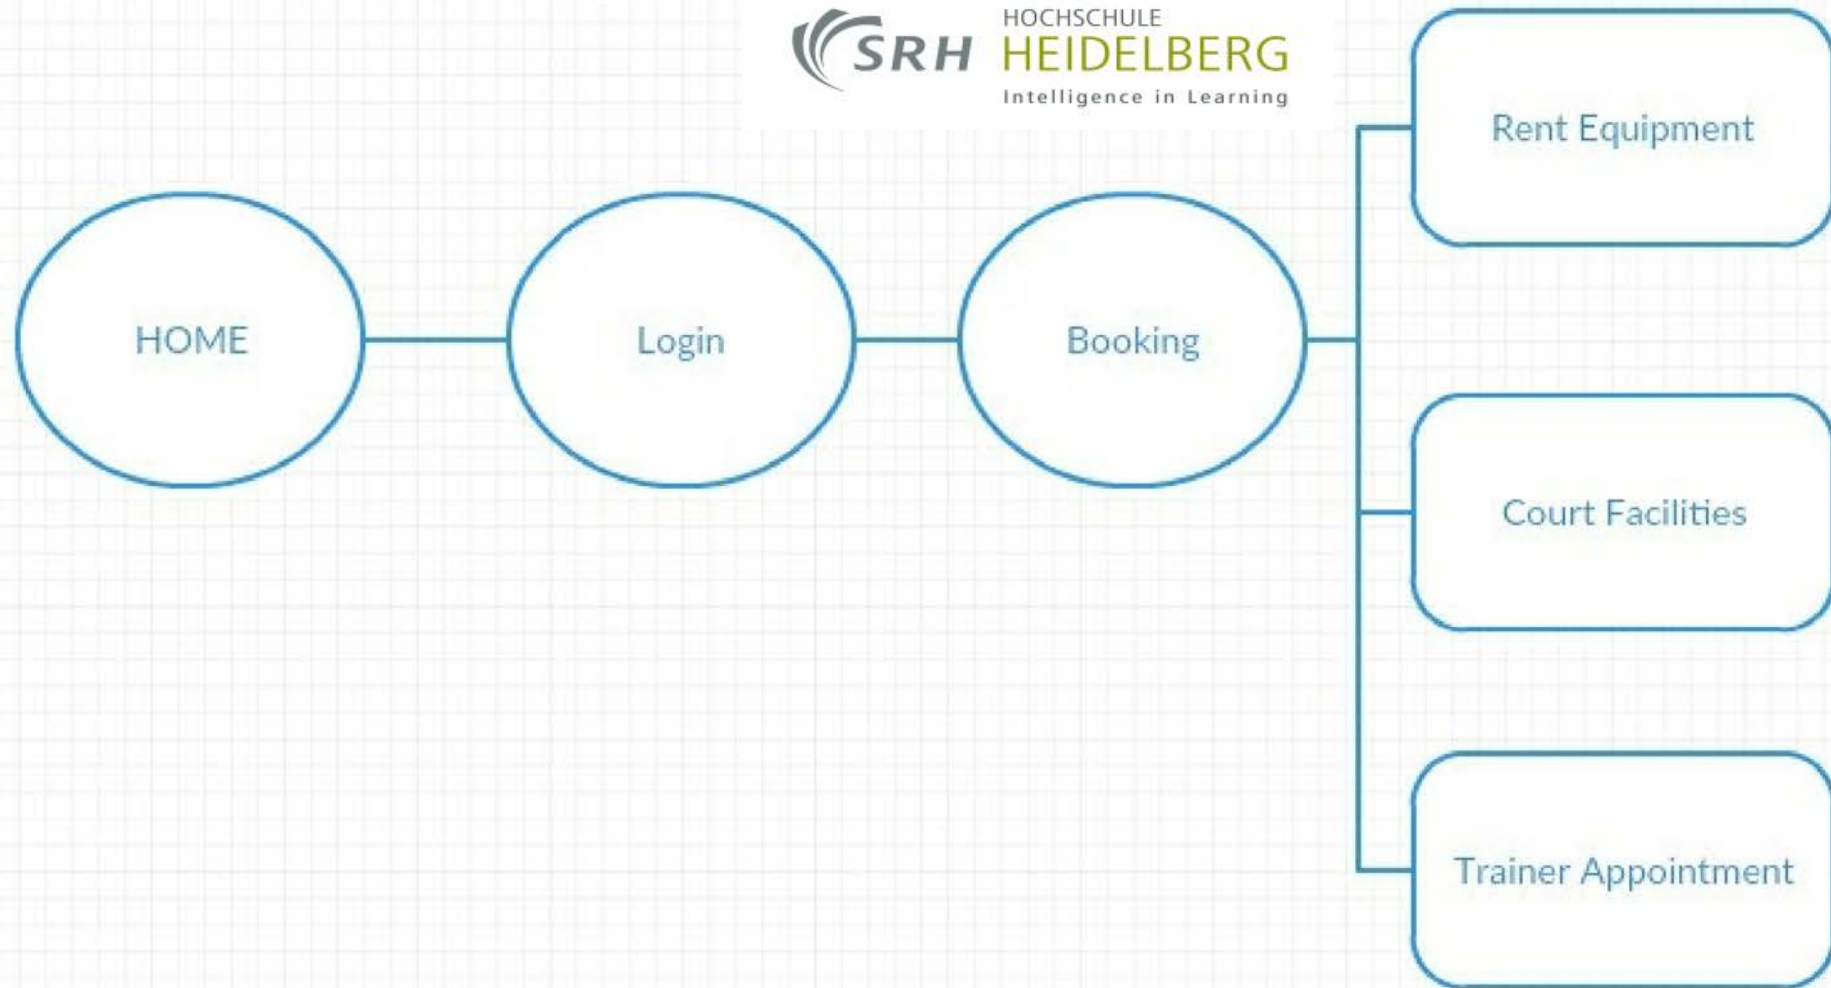 HOCHSCHULE
SRH HEIDELBERG
Intelligence in Learning
Rent Equipment
HOME
Login
Booking
Court Facilities
Trainer Appointment